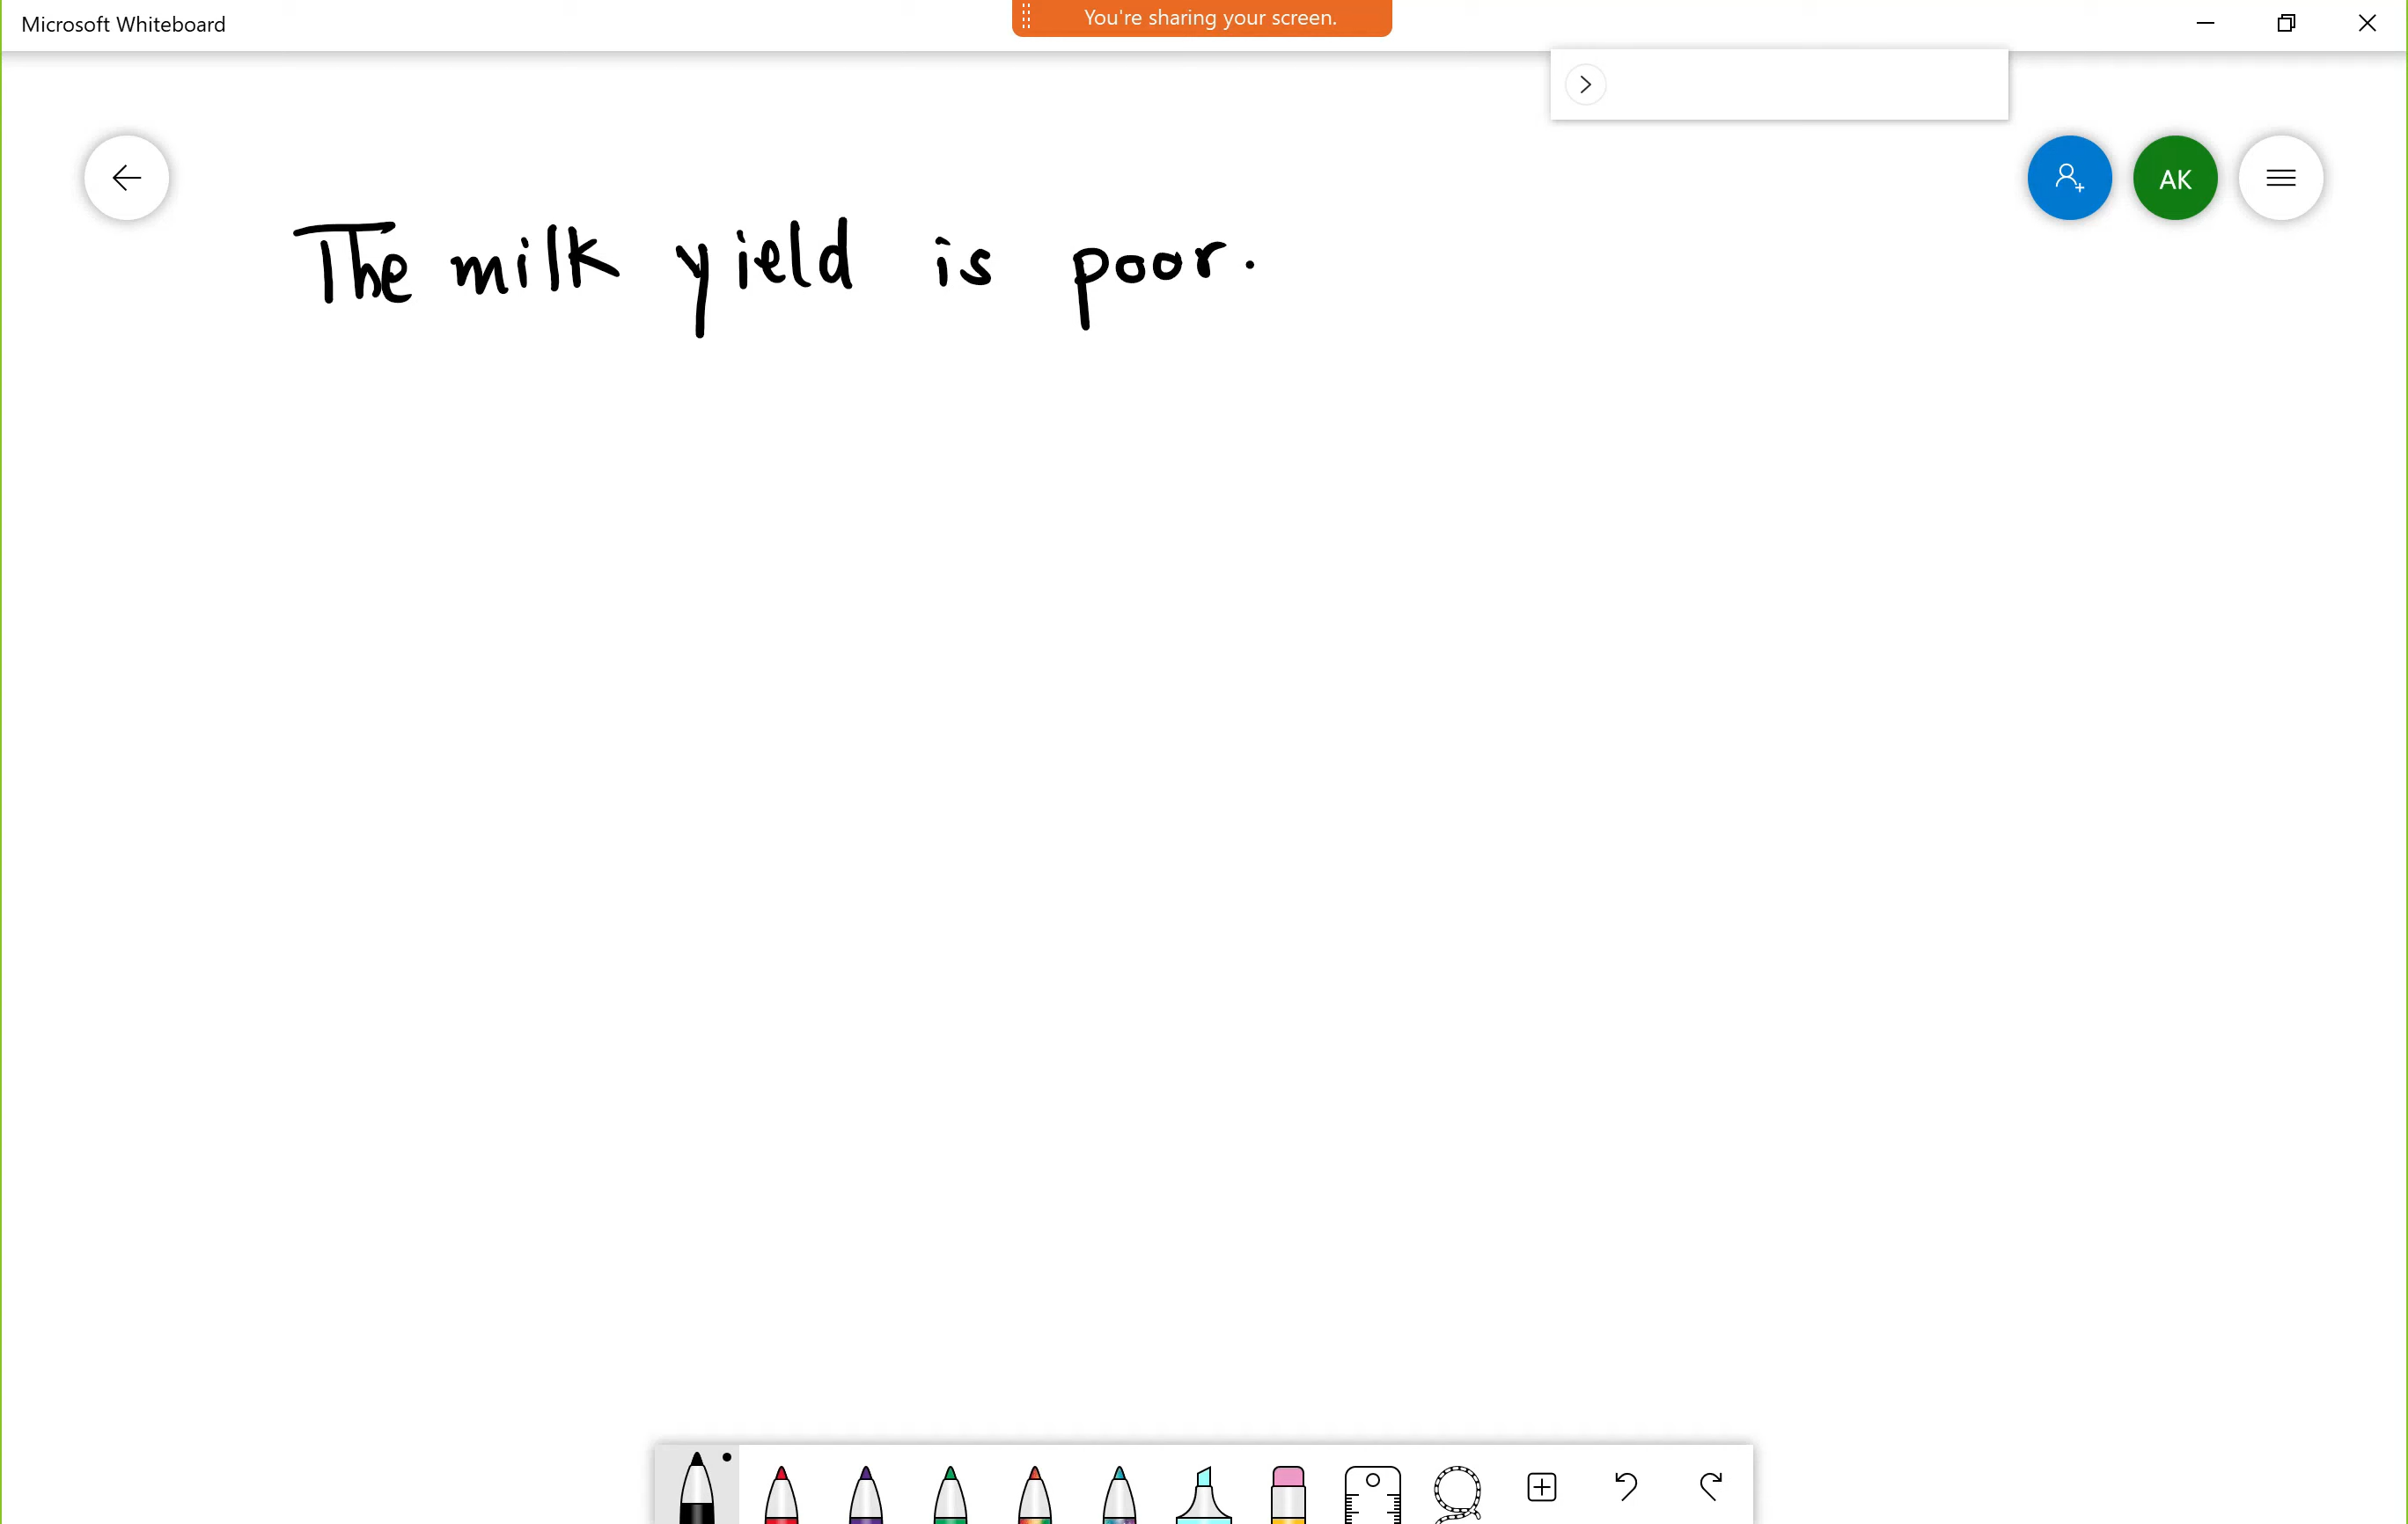 Microsoft Whiteboard
You're sharing your screen.
AK
The milk yield is poor.